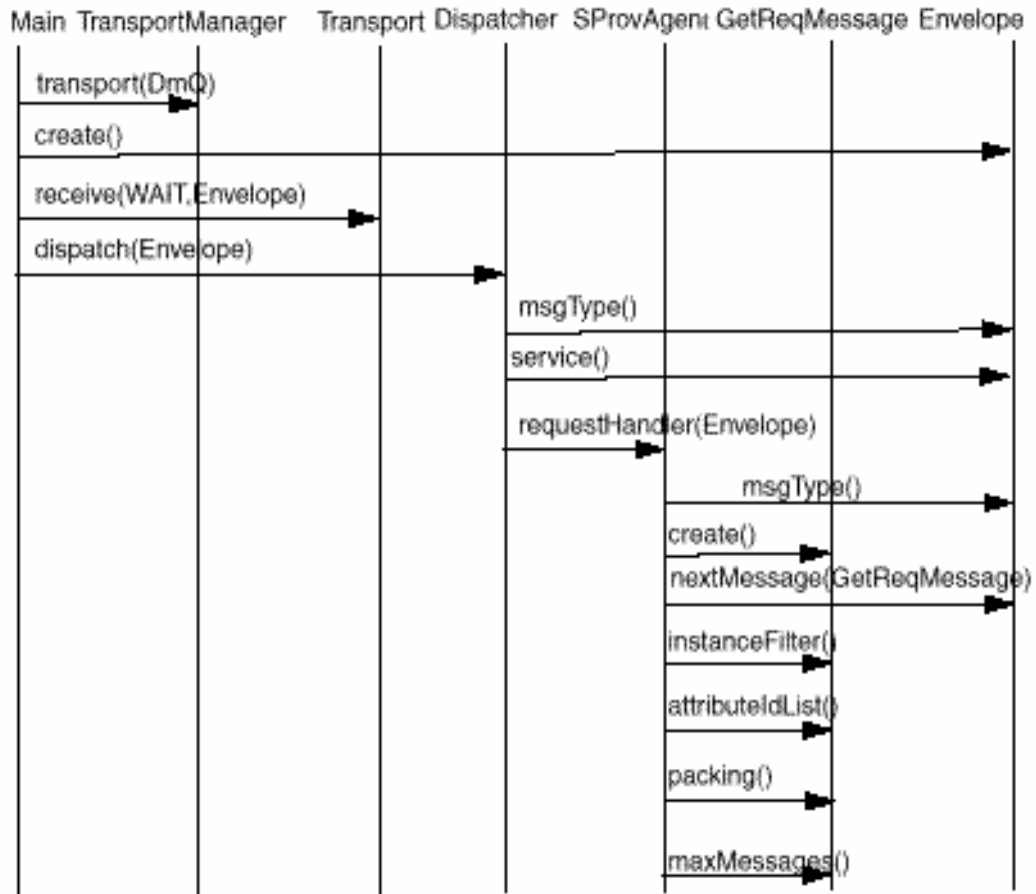 Main TransportManager Transport Dispatcher SProvAgent GetReqMessage Envelope
transport(DmQ)
create()
receive(WAIT,Envelope)
dispatch(Envelope)
msgType()
service()
requestHandler(Envelope)
msgType()
create()
nextMessage(GetReqMessage)
instanceFilter()
attributeIdList()
packing()
maxMessages()